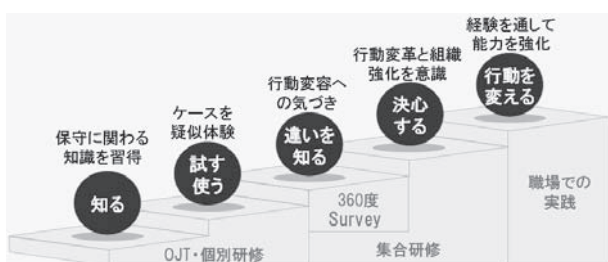 保守に関わる
知識を習得
知る
ケースを
疑似体験
試す
使う
行動変容へ
の気づき
違いを
知る
行動変革と組織
強化を意識
決心
する
経験を通して
能力を強化
行動を
変える
OJT・個別研修
360度
Survey
集合研修
職場での
実践